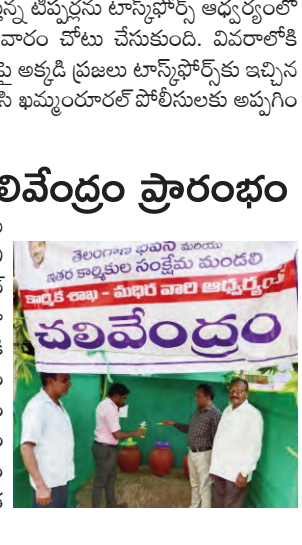 న్న టిప్పర్లను టాస్క్‌ఫోర్స్ ఆధ్వర్యంలో
వారం చోటు చేసుకుంది. వివరాలోకి
పై అక్కడి ప్రజలు టాస్క్‌ఫోర్స్‌కు ఇచ్చిన
సి ఖమ్మంరూరల్ పోలీసులకు అప్పగిం
లివేంద్రం ప్రారంభం
తెలంగాణ భవన మరియు
ఇతర కార్మికుల సంక్షేమ మండలి
కార్మిక శాఖ - మధిర వారి ఆధ్వర్య
చలివేంద్రం